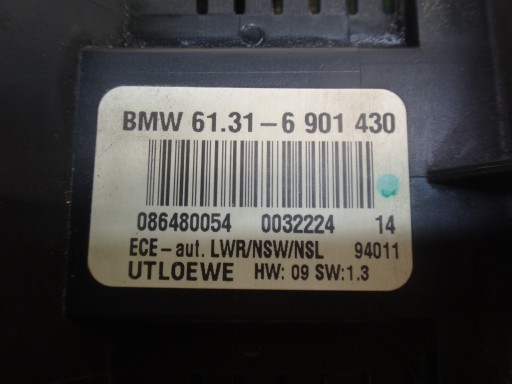 BMW 61.31-6 901 430
086480054 0032224 14
ECE-aut. LWR/NSW/NSL 94011
UTLOEWE HW: 09 SW:1.3